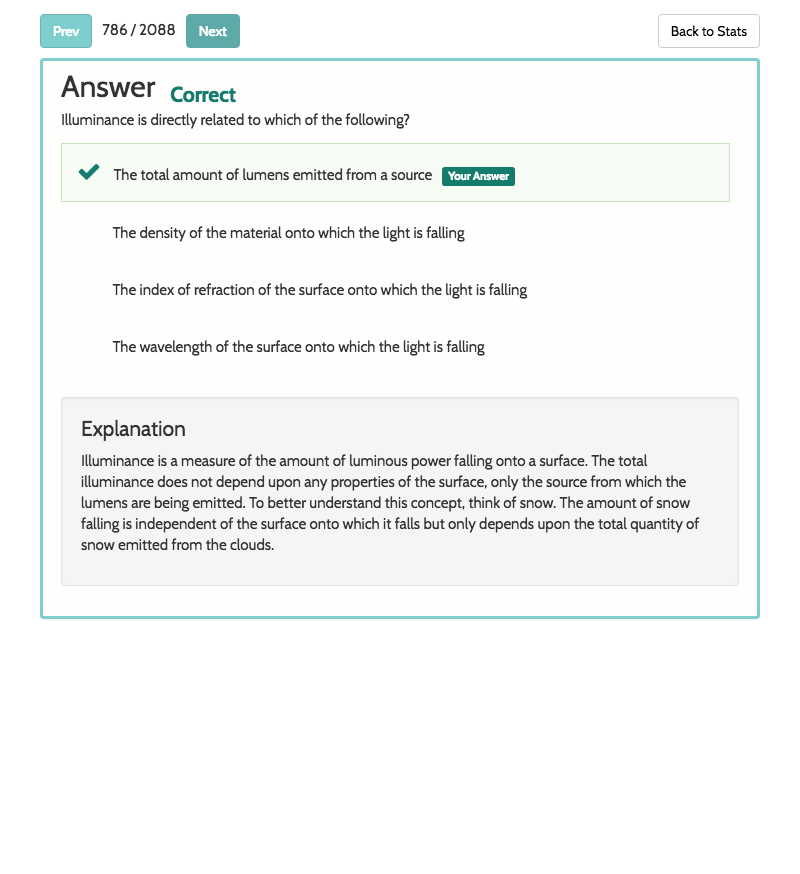 Prev 786 / 2088 Next Back to Stats
Answer Correct
Illuminance is directly related to which of the following?
The total amount of lumens emitted from a source Your Answer
The density of the material onto which the light is falling
The index of refraction of the surface onto which the light is falling
The wavelength of the surface onto which the light is falling
Explanation
Illuminance is a measure of the amount of luminous power falling onto a surface. The total
illuminance does not depend upon any properties of the surface, only the source from which the
lumens are being emitted. To better understand this concept, think of snow. The amount of snow
falling is independent of the surface onto which it falls but only depends upon the total quantity of
snow emitted from the clouds.